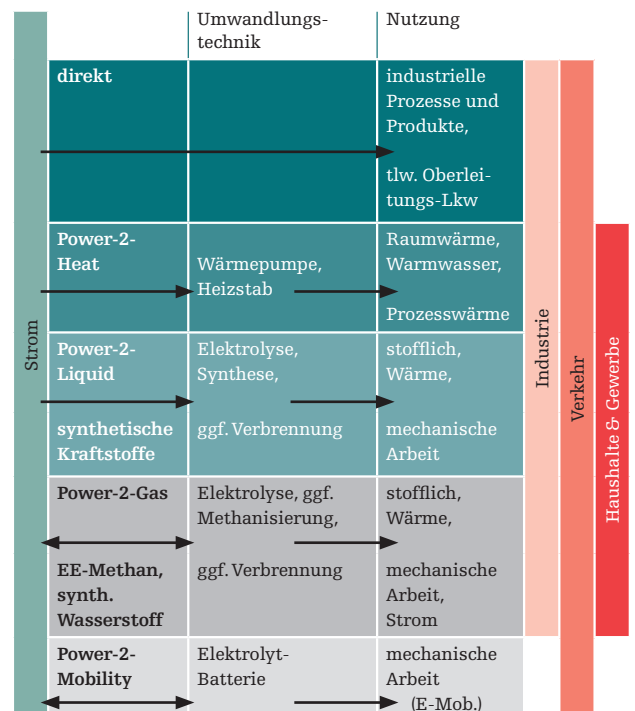 Umwandlungs-
technik
Nutzung
Strom
direkt
industrielle
Prozesse und
Produkte,
tlw. Oberlei-
tungs-Lkw
Power-2-
Heat
Wärmepumpe,
Heizstab
Raumwärme,
Warmwasser,
Prozesswärme
Power-2-
Liquid
synthetische
Kraftstoffe
Elektrolyse,
Synthese,
ggf. Verbrennung
stofflich,
Wärme,
mechanische
Arbeit
Power-2-Gas
EE-Methan,
synth.
Wasserstoff
Elektrolyse, ggf.
Methanisierung,
ggf. Verbrennung
stofflich,
Wärme,
mechanische
Arbeit,
Strom
Power-2-
Mobility
Elektrolyt-
Batterie
mechanische
Arbeit
(E-Mob.)
Industrie
Verkehr
Haushalte & Gewerbe